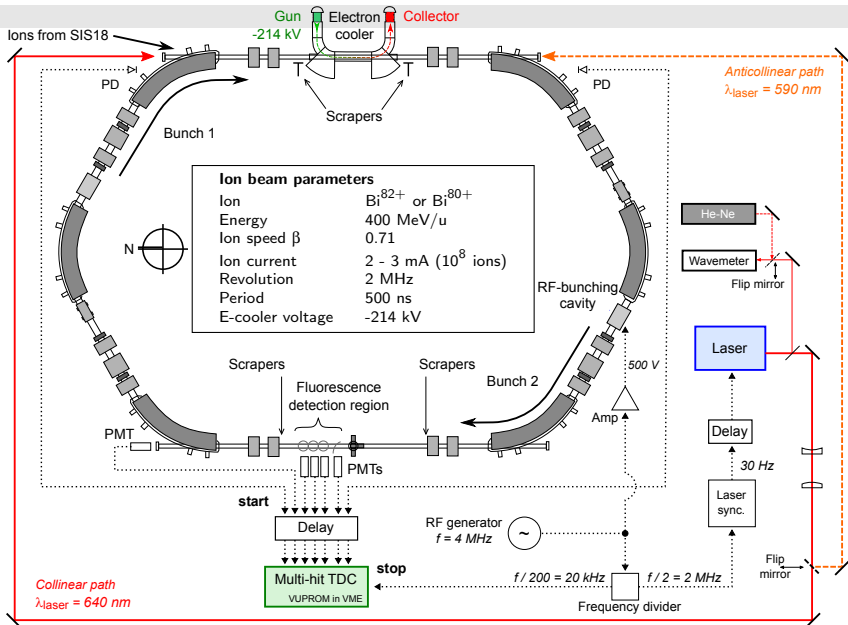 Gun
-214 kV
Electron
cooler
Collector
Ions from SIS18
PD
PD
Anticollinear path
λlaser = 590 nm
T
T
Scrapers
Bunch 1
Ion beam parameters
Ion Bi82+ or Bi80+
Energy 400 MeV/u
Ion speed β 0.71
Ion current 2 - 3 mA (10^8 ions)
Revolution 2 MHz
Period 500 ns
E-cooler voltage -214 kV
N
He-Ne
Wavemeter
Flip mirror
RF-bunching
cavity
Laser
Scrapers
Fluorescence
detection region
Scrapers
Bunch 2
500 V
Amp
PMT
PMTs
Delay
30 Hz
Laser
sync.
start
Delay
RF generator
f = 4 MHz
~
stop
Multi-hit TDC
VUPROM in VME
f / 200 = 20 kHz
f / 2 = 2 MHz
Frequency divider
Flip
mirror
Collinear path
λlaser = 640 nm